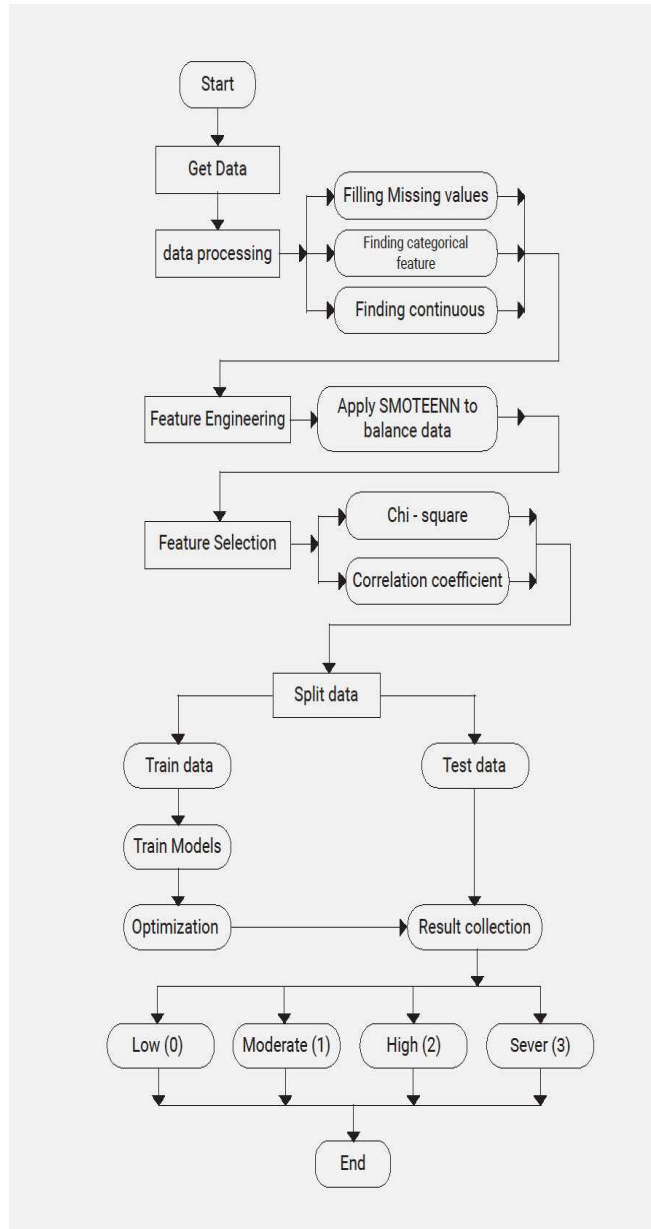 Start
Get Data
data processing
Filling Missing values
Finding categorical
feature
Finding continuous
Feature Engineering
Apply SMOTEENN to
balance data
Feature Selection
Chi - square
Correlation coefficient
Split data
Train data
Test data
Train Models
Optimization
Result collection
Low (0)
Moderate (1)
High (2)
Sever (3)
End